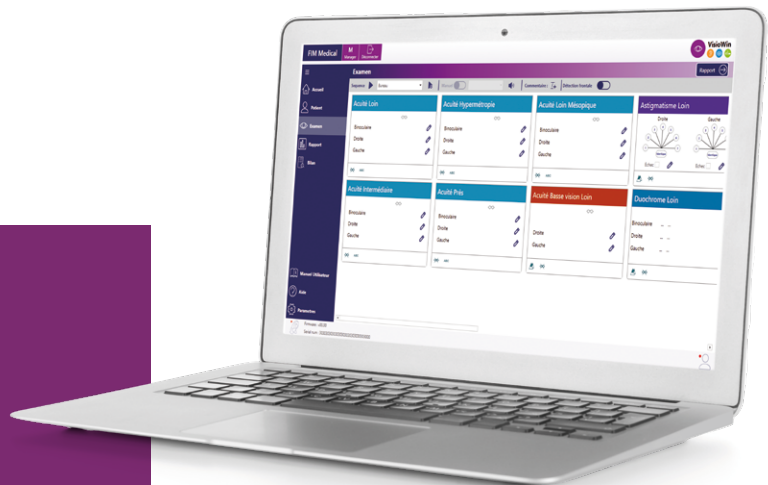 FIM Medical
M
Manager
Déconnecter
VisioWin
Examen
Rapport
Sequence
Commentaire :
Détection frontale
Accueil
Patient
Examen
Rapport
Bilan
Acuité Loin
Binoculaire
Droite
Gauche
Acuité Hypermétropie
Binoculaire
Droite
Gauche
Acuité Loin Mésopique
Binoculaire
Droite
Gauche
Astigmatisme Loin
Droite
Gauche
Acuité Intermédiaire
Binoculaire
Droite
Gauche
Acuité Près
Binoculaire
Droite
Gauche
Acuité Basse vision Loin
Droite
Gauche
Duochrome Loin
Binoculaire
Droite
Gauche
Manuel Utilisateur
Aide
Paramètres